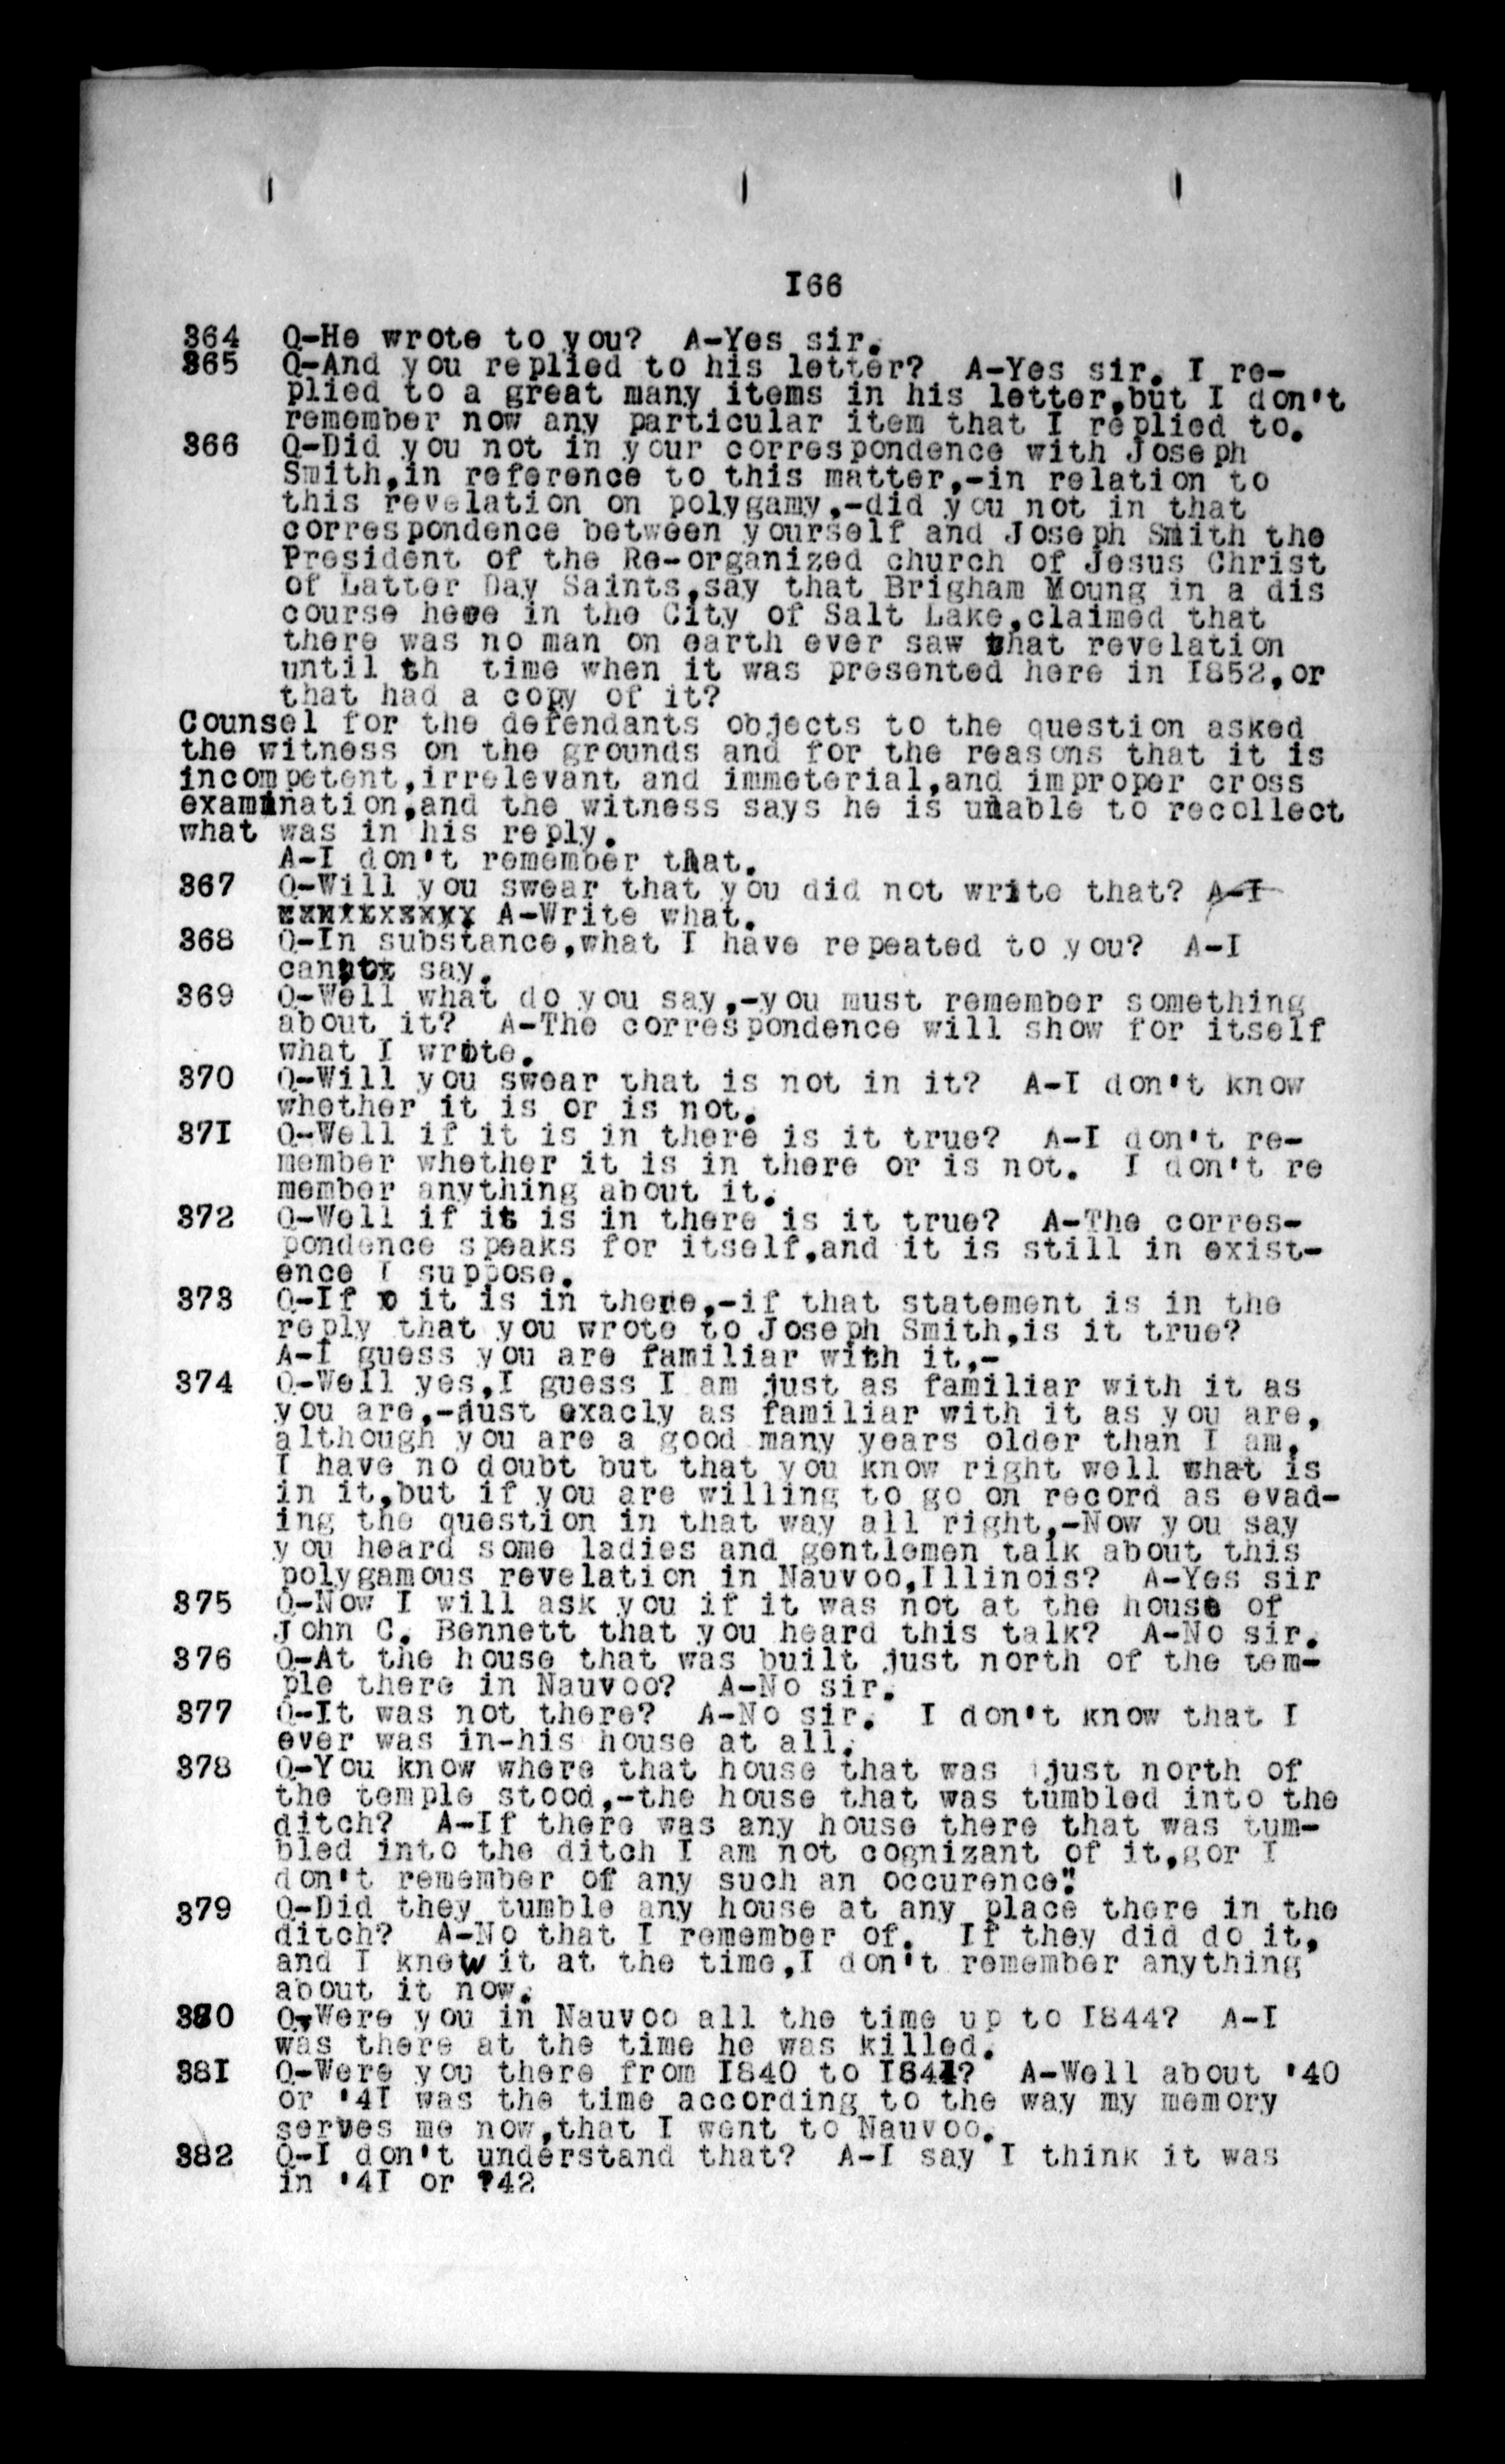 I66
364 Q-He wrote to you? A-Yes sir.
365 Q-And you replied to his letter? A-Yes sir. I re-
plied to a great many items in his letter,but I don't
remember now any particular item that I replied to.
366 Q-Did you not in your correspondence with Joseph
Smith,in reference to this matter,-in relation to
this revelation on polygamy,-did you not in that
correspondence between yourself and Joseph Smith the
President of the Re-organized church of Jesus Christ
of Latter Day Saints,say that Brigham Moung in a dis
course here in the City of Salt Lake,claimed that
there was no man on earth ever saw that revelation
until th time when it was presented here in I852,or
that had a copy of it?
Counsel for the defendants objects to the question asked
the witness on the grounds and for the reasons that it is
incompetent,irrelevant and immeterial,and improper cross
examination,and the witness says he is unable to recollect
what was in his reply.
A-I don't remember that.
367 Q-Will you swear that you did not write that? A-I
A-Write what.
368 Q-In substance,what I have repeated to you? A-I
cannot say.
369 Q-Well what do you say,-you must remember something
about it? A-The correspondence will show for itself
what I wrote.
370 Q-Will you swear that is not in it? A-I don't know
whether it is or is not.
37I Q-Well if it is in there is it true? A-I don't re-
member whether it is in there or is not. I don't re
member anything about it.
372 Q-Well if it is in there is it true? A-The corres-
pondence speaks for itself,and it is still in exist-
ence I suppose.
373 Q-If it is in there,-if that statement is in the
reply that you wrote to Joseph Smith,is it true?
A-I guess you are familiar with it,-
374 Q-Well yes,I guess I am just as familiar with it as
you are,-just exacly as familiar with it as you are,
although you are a good many years older than I am.
I have no doubt but that you know right well what is
in it,but if you are willing to go on record as evad-
ing the question in that way all right,-Now you say
you heard some ladies and gentlemen talk about this
polygamous revelation in Nauvoo,Illinois? A-Yes sir
375 Q-Now I will ask you if it was not at the house of
John C. Bennett that you heard this talk? A-No sir.
376 Q-At the house that was built just north of the tem-
ple there in Nauvoo? A-No sir.
377 Q-It was not there? A-No sir. I don't know that I
ever was in-his house at all.
378 Q-You know where that house that was just north of
the temple stood,-the house that was tumbled into the
ditch? A-If there was any house there that was tum-
bled into the ditch I am not cognizant of it,gor I
don't remember of any such an occurence".
379 Q-Did they tumble any house at any place there in the
ditch? A-No that I remember of. If they did do it,
and I knew it at the time,I don't remember anything
about it now.
380 Q-Were you in Nauvoo all the time up to I844? A-I
was there at the time he was killed.
38I Q-Were you there from I840 to I844? A-Well about '40
or '4I was the time according to the way my memory
serves me now,that I went to Nauvoo.
382 Q-I don't understand that? A-I say I think it was
in '4I or '42